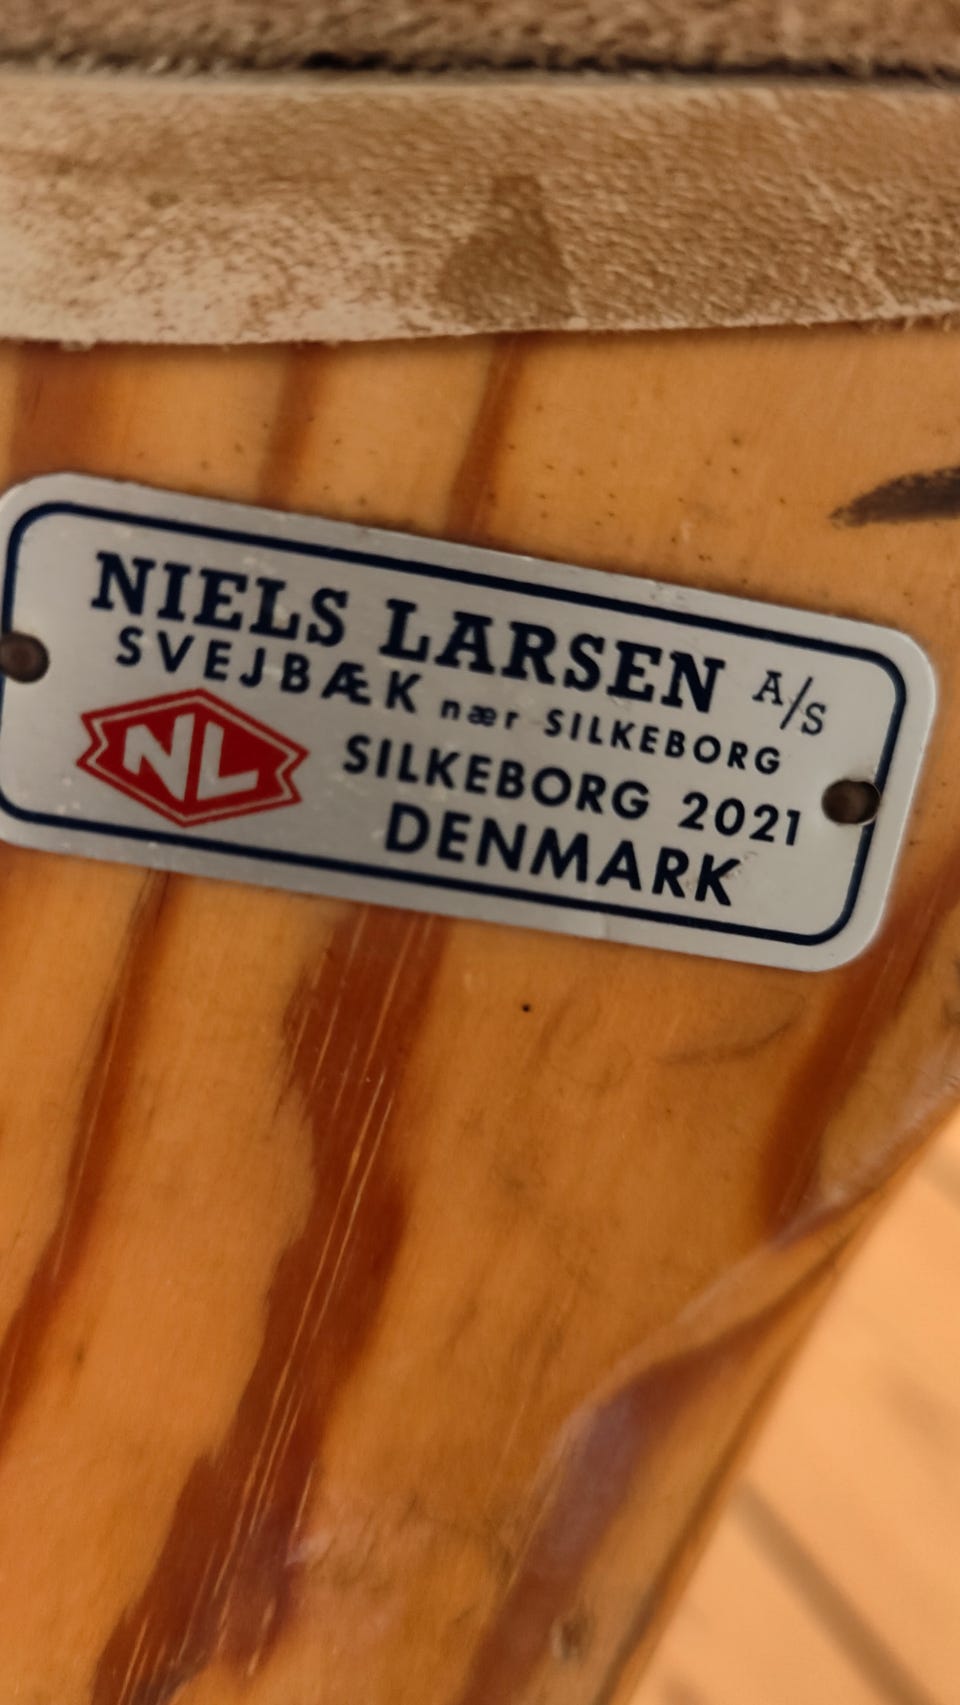 NIELS LARSEN A/S
SVEJBÆK nær SILKEBORG
NL
SILKEBORG 2021
DENMARK